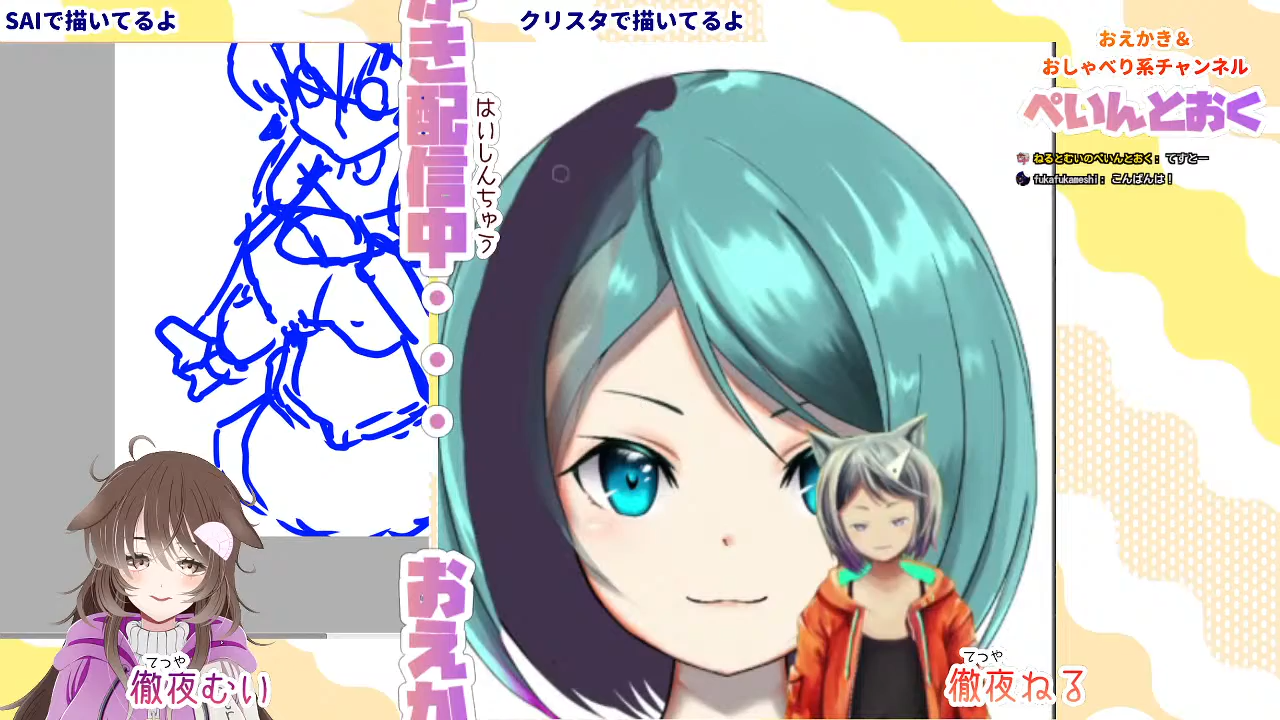 SAIで描いてるよ
クリスタで描いてるよ
かき配信中
はいしんちゅう
おえか
おえかき&
おしゃべり系チャンネル
ぺいんとおく
ねるとむいのぺいんとおく: てすとー
fukafukameshi: こんばんは!
てつや
徹夜むい
てつや
徹夜ねる